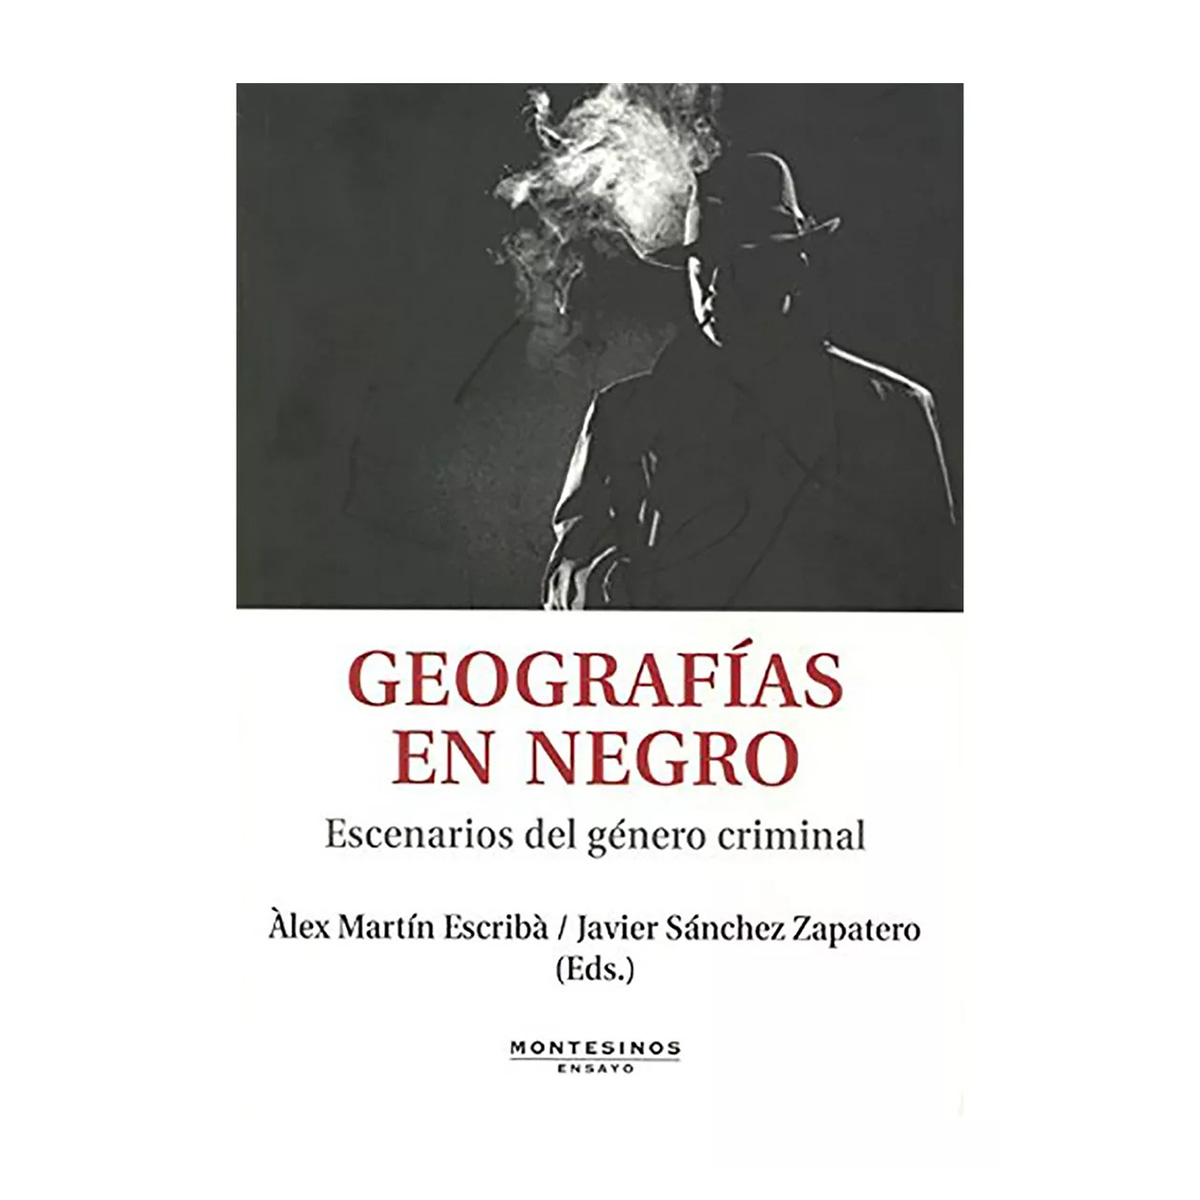 GEOGRAFÍAS
EN NEGRO
Escenarios del género criminal
Àlex Martín Escribà / Javier Sánchez Zapatero
(Eds.)
MONTESINOS
ENSAYO